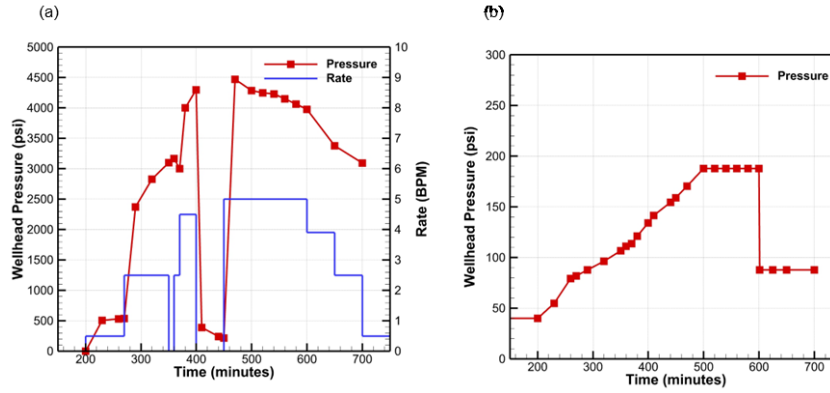 (a)
5000
4500
4000
3500
3000
2500
2000
1500
1000
500
0
Wellhead Pressure (psi)
Pressure
Rate
10
9
8
7
6
5
4
3
2
1
0
Rate (BPM)
200 300 400 500 600 700
Time (minutes)
(b)
300
250
200
150
100
50
0
Wellhead Pressure (psi)
Pressure
200 300 400 500 600 700
Time (minutes)